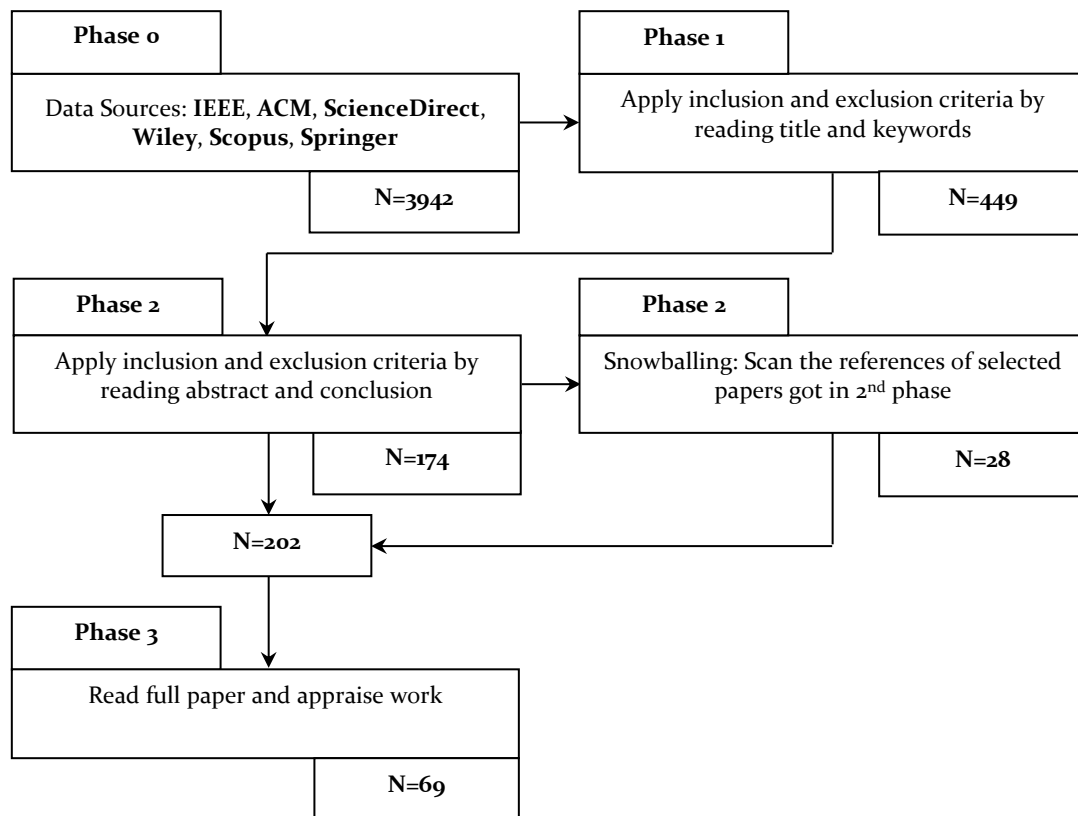 Phase 0
Data Sources: IEEE, ACM, ScienceDirect,
Wiley, Scopus, Springer
N=3942
Phase 1
Apply inclusion and exclusion criteria by
reading title and keywords
N=449
Phase 2
Apply inclusion and exclusion criteria by
reading abstract and conclusion
N=174
Phase 2
Snowballing: Scan the references of selected
papers got in 2nd phase
N=28
N=202
Phase 3
Read full paper and appraise work
N=69